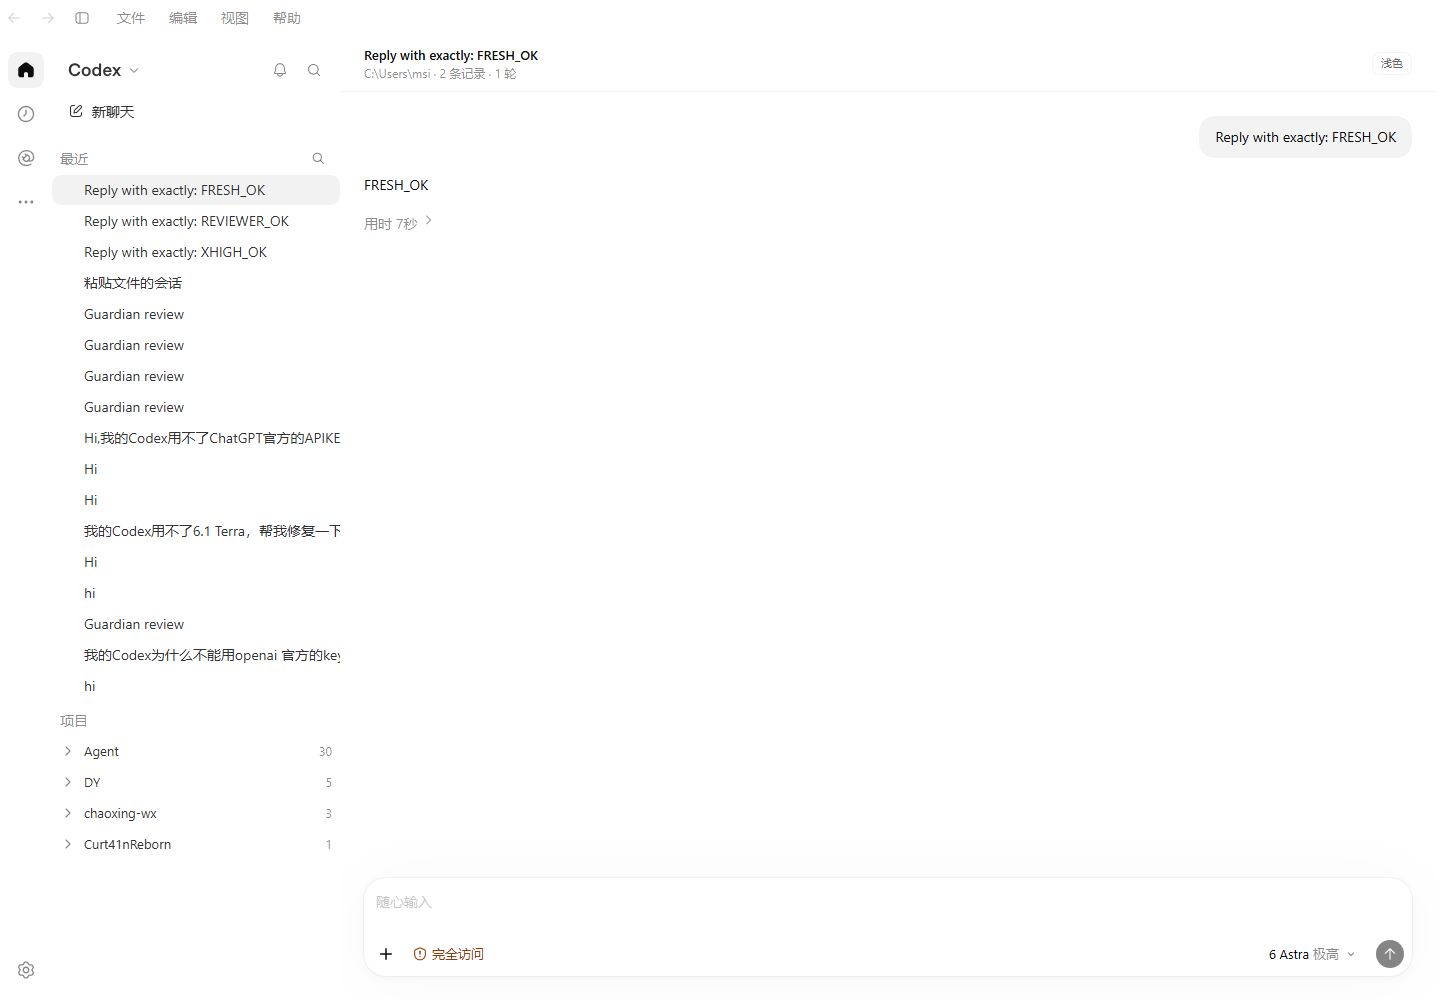 文件 编辑 视图 帮助
Codex
新聊天
最近
Reply with exactly: FRESH_OK
Reply with exactly: REVIEWER_OK
Reply with exactly: XHIGH_OK
粘贴文件的会话
Guardian review
Guardian review
Guardian review
Guardian review
Hi,我的Codex用不了ChatGPT官方的APIKE
Hi
Hi
我的Codex用不了6.1 Terra，帮我修复一下
Hi
hi
Guardian review
我的Codex为什么不能用openai 官方的key
hi
项目
Agent 30
DY 5
chaoxing-wx 3
Curt41nReborn 1
Reply with exactly: FRESH_OK
C:\Users\msi · 2 条记录 · 1 轮
浅色
Reply with exactly: FRESH_OK
FRESH_OK
用时 7秒
随心输入
完全访问
6 Astra 极高